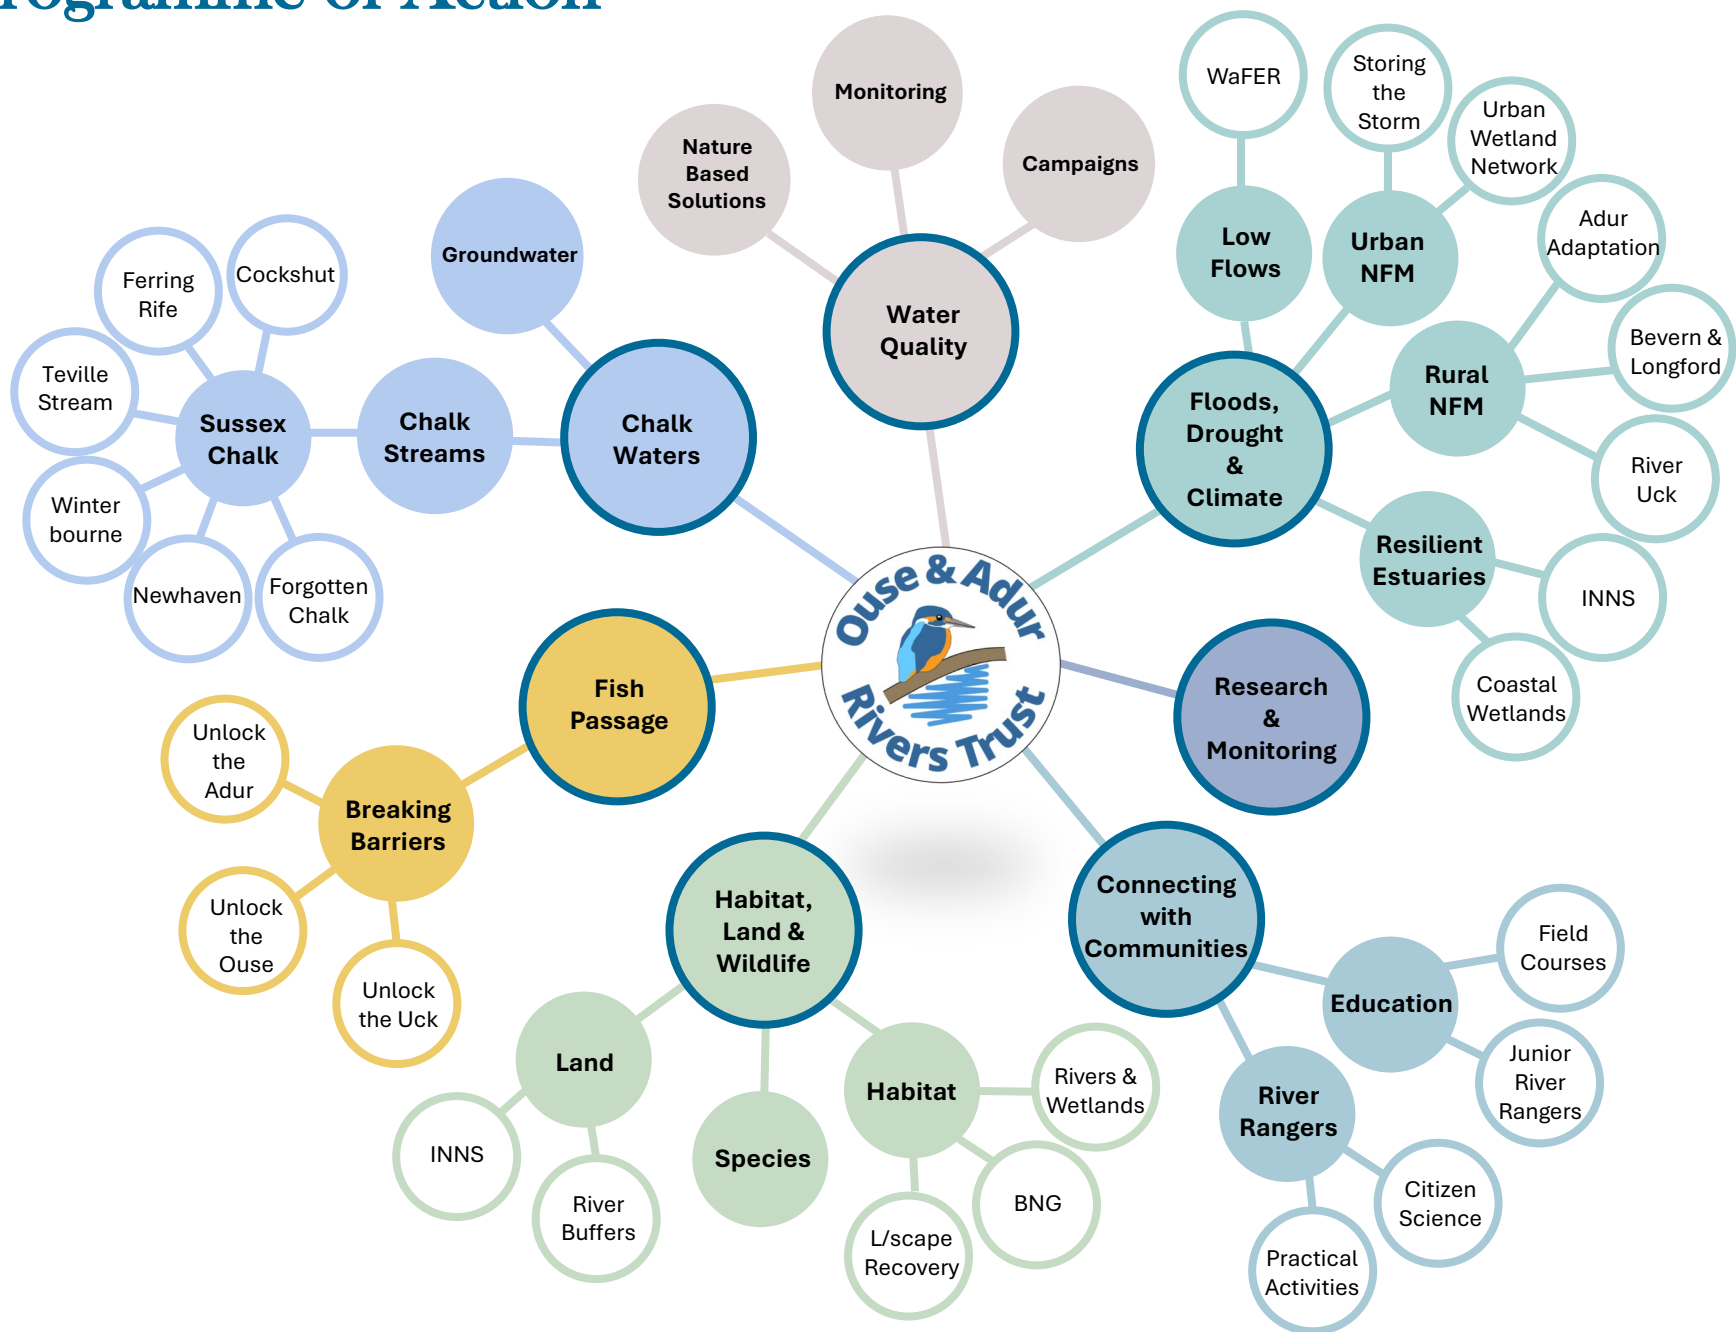 Programme of Action
Monitoring
Nature
Based
Solutions
Campaigns
Water
Quality
WaFER
Storing
the
Storm
Urban
Wetland
Network
Adur
Adaptation
Bevern &
Longford
River
Uck
Low
Flows
Urban
NFM
Rural
NFM
Floods,
Drought
&
Climate
Resilient
Estuaries
INNS
Coastal
Wetlands
Groundwater
Cockshut
Ferring
Rife
Teville
Stream
Winter
bourne
Newhaven
Forgotten
Chalk
Sussex
Chalk
Chalk
Streams
Chalk
Waters
Ouse & Adur
Rivers Trust
Research
&
Monitoring
Fish
Passage
Breaking
Barriers
Unlock
the
Adur
Unlock
the
Ouse
Unlock
the Uck
Habitat,
Land &
Wildlife
Land
INNS
River
Buffers
Species
Habitat
Rivers &
Wetlands
BNG
L/scape
Recovery
Connecting
with
Communities
Education
Field
Courses
Junior
River
Rangers
River
Rangers
Citizen
Science
Practical
Activities